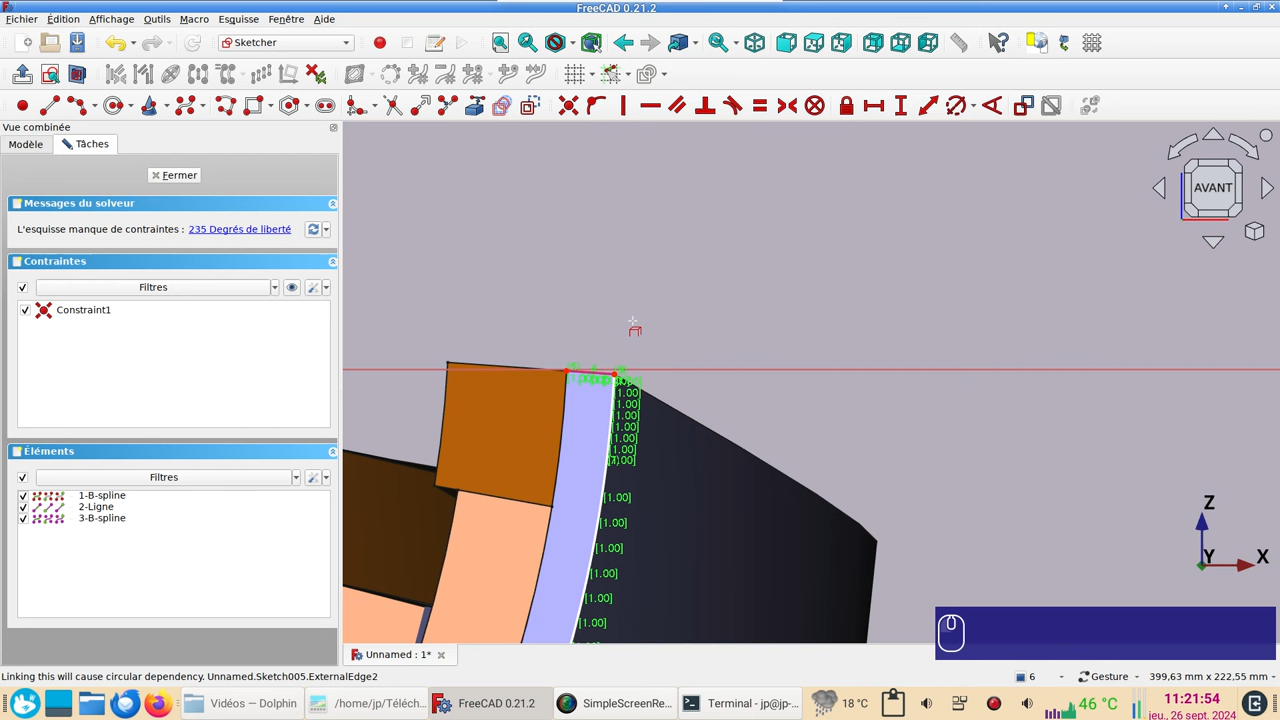 FreeCAD 0.21.2
Fichier Édition Affichage Outils Macro Esquisse Fenêtre Aide
Sketcher
Vue combinée
Modèle Tâches
Fermer
AVANT
Messages du solveur
L'esquisse manque de contraintes : 235 Degrés de liberté
Contraintes
Filtres
Constraint1
Éléments
Filtres
1-B-spline
2-Ligne
3-B-spline
[1.00]
[1.00]
[1.00]
[1.00]
[1.00]
[1.00]
[1.00]
[1.00]
[1.00]
[1.00]
[1.00]
[1.00]
Z
Y X
Unnamed : 1*
Linking this will cause circular dependency. Unnamed.Sketch005.ExternalEdge2
6 Gesture 399,63 mm x 222,55 mm
Vidéos — Dolphin /home/jp/Téléch... FreeCAD 0.21.2 SimpleScreenRe... Terminal - jp@jp-... 18 °C 46 °C 11:21:54
jeu., 26 sept. 2024